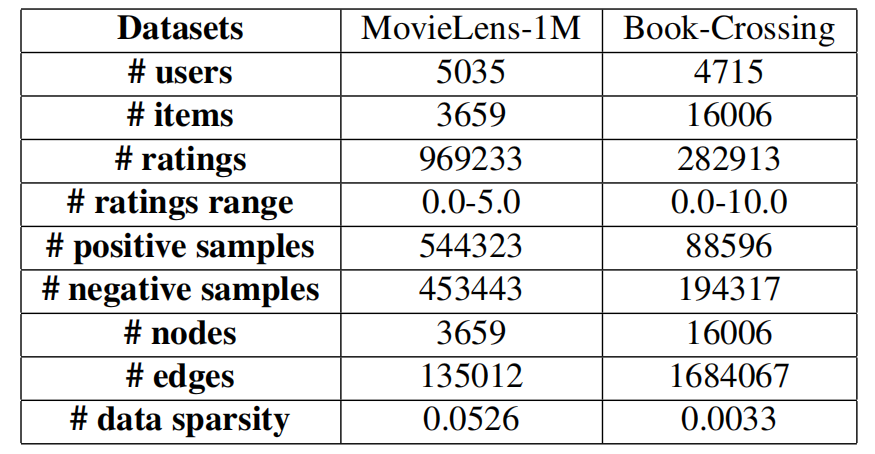 Datasets MovieLens-1M Book-Crossing
# users 5035 4715
# items 3659 16006
# ratings 969233 282913
# ratings range 0.0-5.0 0.0-10.0
# positive samples 544323 88596
# negative samples 453443 194317
# nodes 3659 16006
# edges 135012 1684067
# data sparsity 0.0526 0.0033